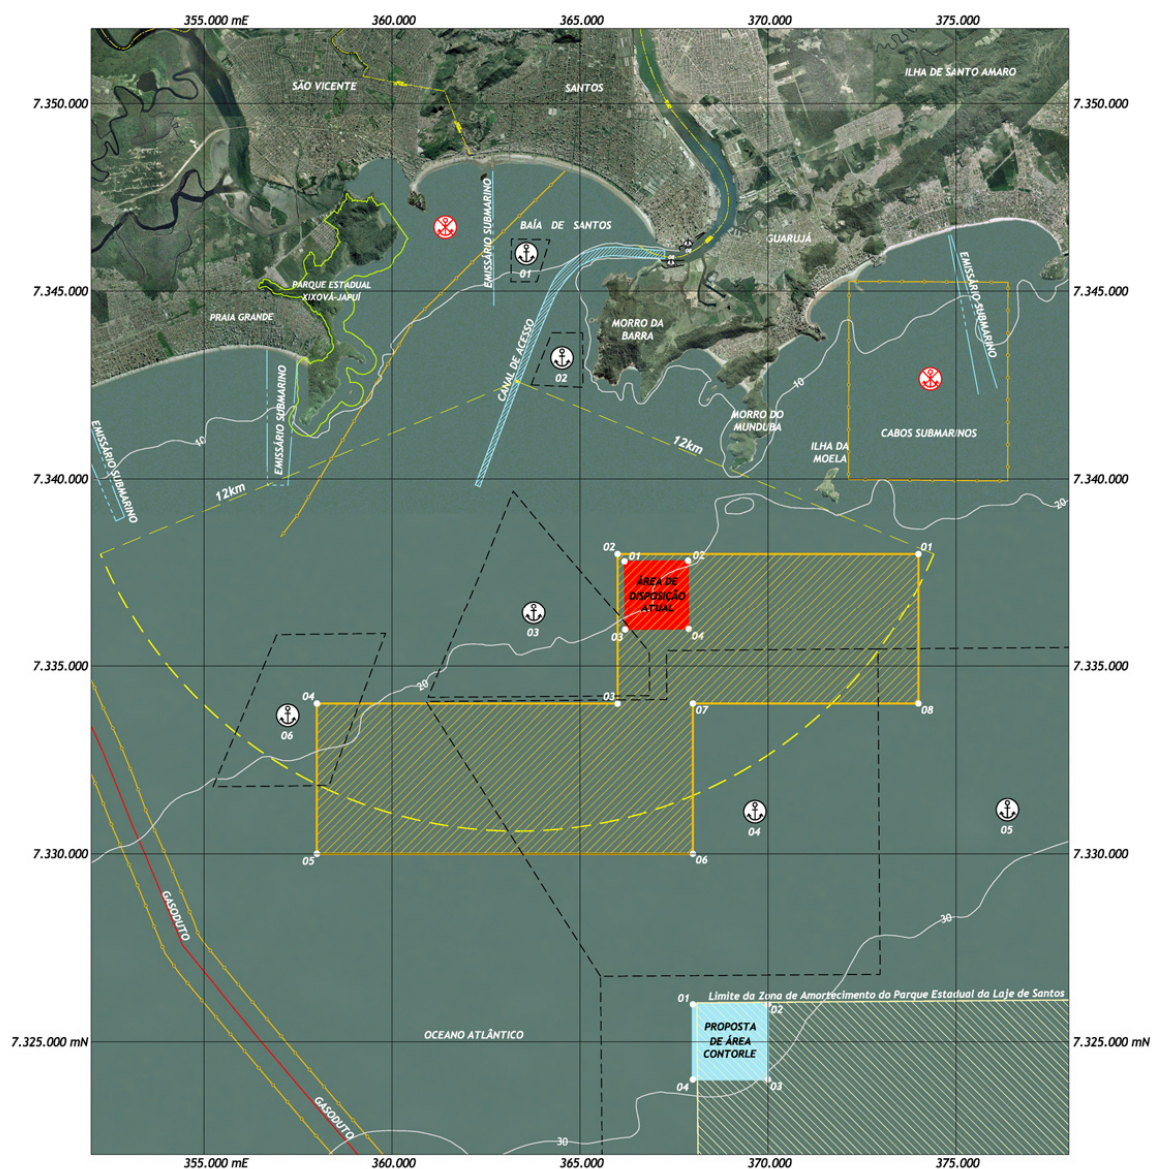 355.000 mE
360.000
365.000
370.000
375.000
ILHA DE SANTO AMARO
SÃO VICENTE
SANTOS
7.350.000
7.350.000
EMISSÁRIO SUBMARINO
BAÍA DE SANTOS
GUARUJÁ
01
EMISSÁRIO SUBMARINO
PARQUE ESTADUAL
XIXOVÁ-JAPUÍ
7.345.000
7.345.000
PRAIA GRANDE
MORRO DA
BARRA
CANAL DE ACESSO
02
10
EMISSÁRIO SUBMARINO
MORRO DO
MUNDUBA
CABOS SUBMARINOS
EMISSÁRIO SUBMARINO
10
12km
ILHA DA
MOELA
12km
7.340.000
7.340.000
20
02
01
01
02
ÁREA DE
DISPOSIÇÃO
ATUAL
03
03
04
7.335.000
7.335.000
20
04
03
07
08
06
04
05
7.330.000
7.330.000
05
06
GASODUTO
30
01
Limite da Zona de Amortecimento do Parque Estadual da Laje de Santos
02
PROPOSTA
DE ÁREA
CONTORLE
OCEANO ATLÂNTICO
7.325.000 mN
7.325.000 mN
04
03
GASODUTO
30
355.000 mE
360.000
365.000
370.000
375.000